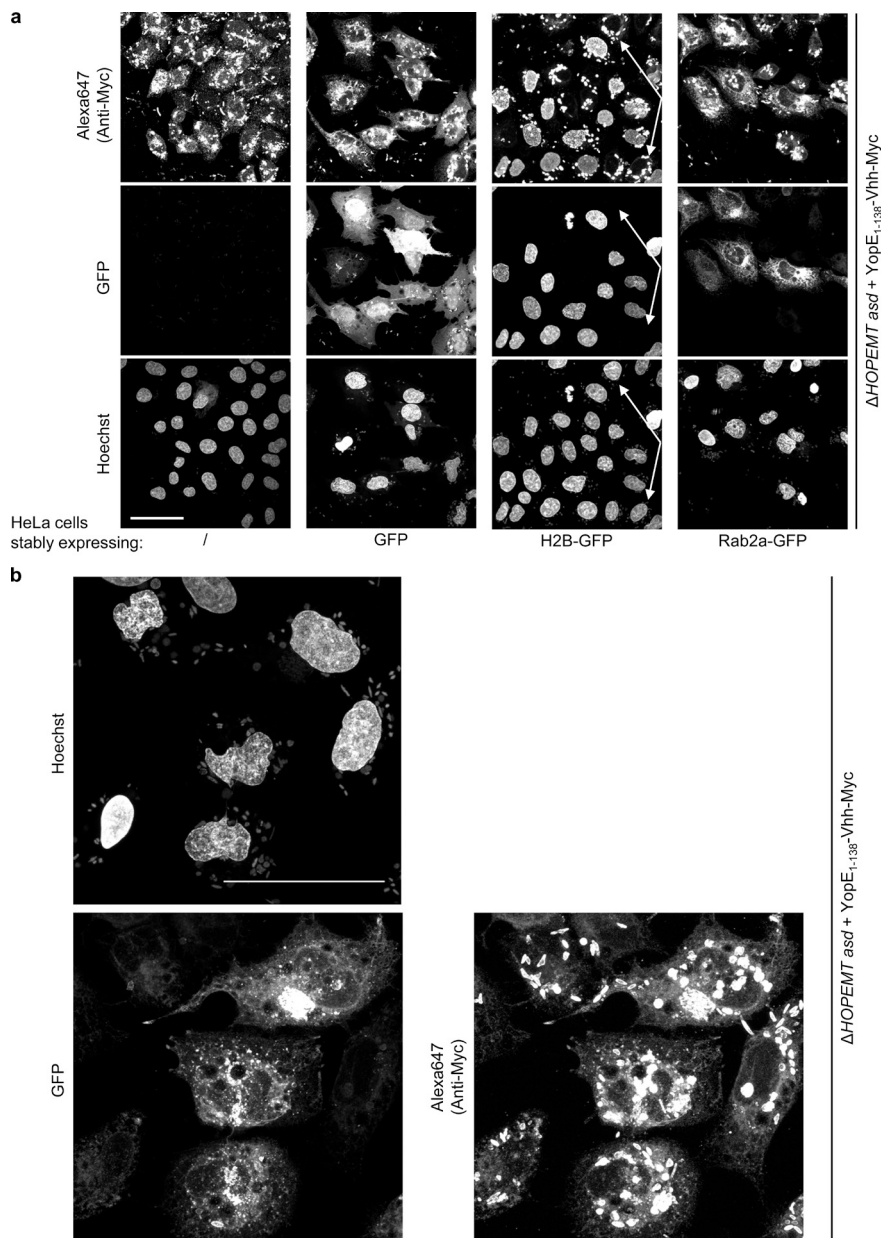 a
Alexa647
(Anti-Myc)
GFP
Hoechst
HeLa cells
stably expressing:
/
GFP
H2B-GFP
Rab2a-GFP
ΔHOPEMT asd + YopE1-138-Vhh-Myc
b
Hoechst
GFP
Alexa647
(Anti-Myc)
ΔHOPEMT asd + YopE1-138-Vhh-Myc